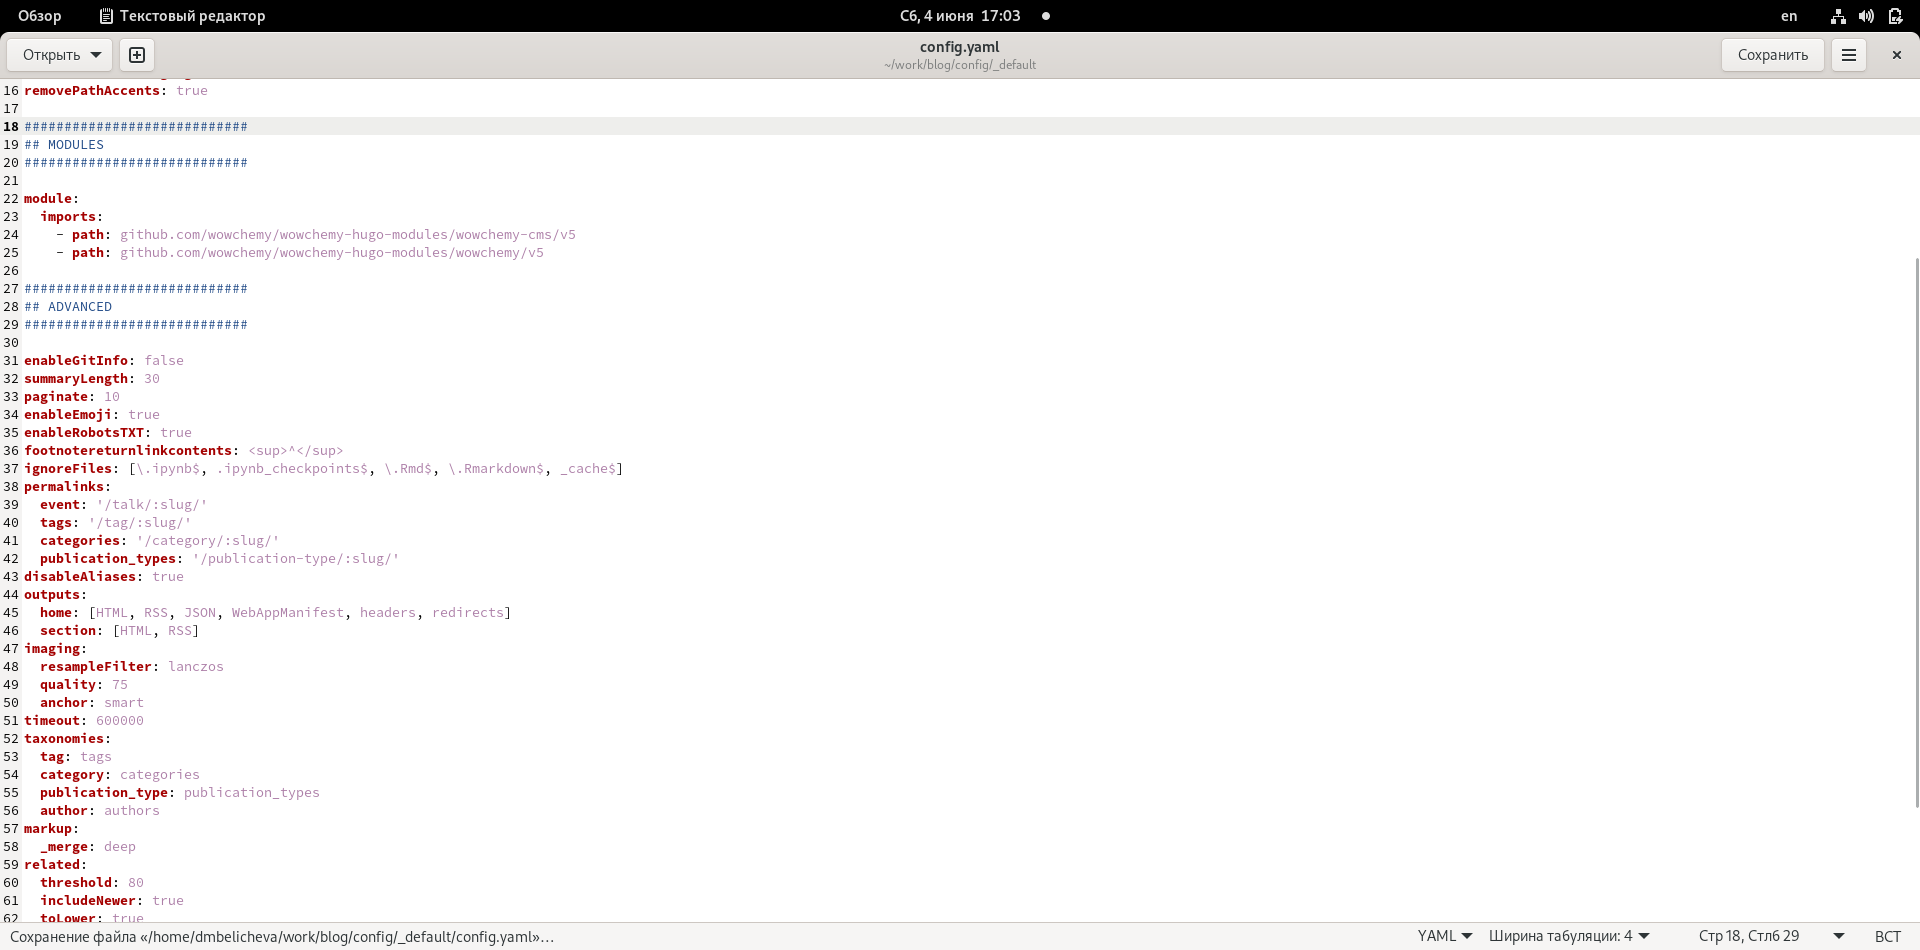 Обзор Текстовый редактор Сб, 4 июня 17:03 en
Открыть config.yaml Сохранить
~/work/blog/config/_default
16 removePathAccents: true
17
18 ############################
19 ## MODULES
20 ############################
21
22 module:
23   imports:
24     - path: github.com/wowchemy/wowchemy-hugo-modules/wowchemy-cms/v5
25     - path: github.com/wowchemy/wowchemy-hugo-modules/wowchemy/v5
26
27 ############################
28 ## ADVANCED
29 ############################
30
31 enableGitInfo: false
32 summaryLength: 30
33 paginate: 10
34 enableEmoji: true
35 enableRobotsTXT: true
36 footnotereturnlinkcontents: <sup>^</sup>
37 ignoreFiles: [\.ipynb$, .ipynb_checkpoints$, \.Rmd$, \.Rmarkdown$, _cache$]
38 permalinks:
39   event: '/talk/:slug/'
40   tags: '/tag/:slug/'
41   categories: '/category/:slug/'
42   publication_types: '/publication-type/:slug/'
43 disableAliases: true
44 outputs:
45   home: [HTML, RSS, JSON, WebAppManifest, headers, redirects]
46   section: [HTML, RSS]
47 imaging:
48   resampleFilter: lanczos
49   quality: 75
50   anchor: smart
51 timeout: 600000
52 taxonomies:
53   tag: tags
54   category: categories
55   publication_type: publication_types
56   author: authors
57 markup:
58   _merge: deep
59 related:
60   threshold: 80
61   includeNewer: true
62   toLower: true
Сохранение файла «/home/dmbelicheva/work/blog/config/_default/config.yaml»… YAML Ширина табуляции: 4 Стр 18, Стлб 29 ВСТ